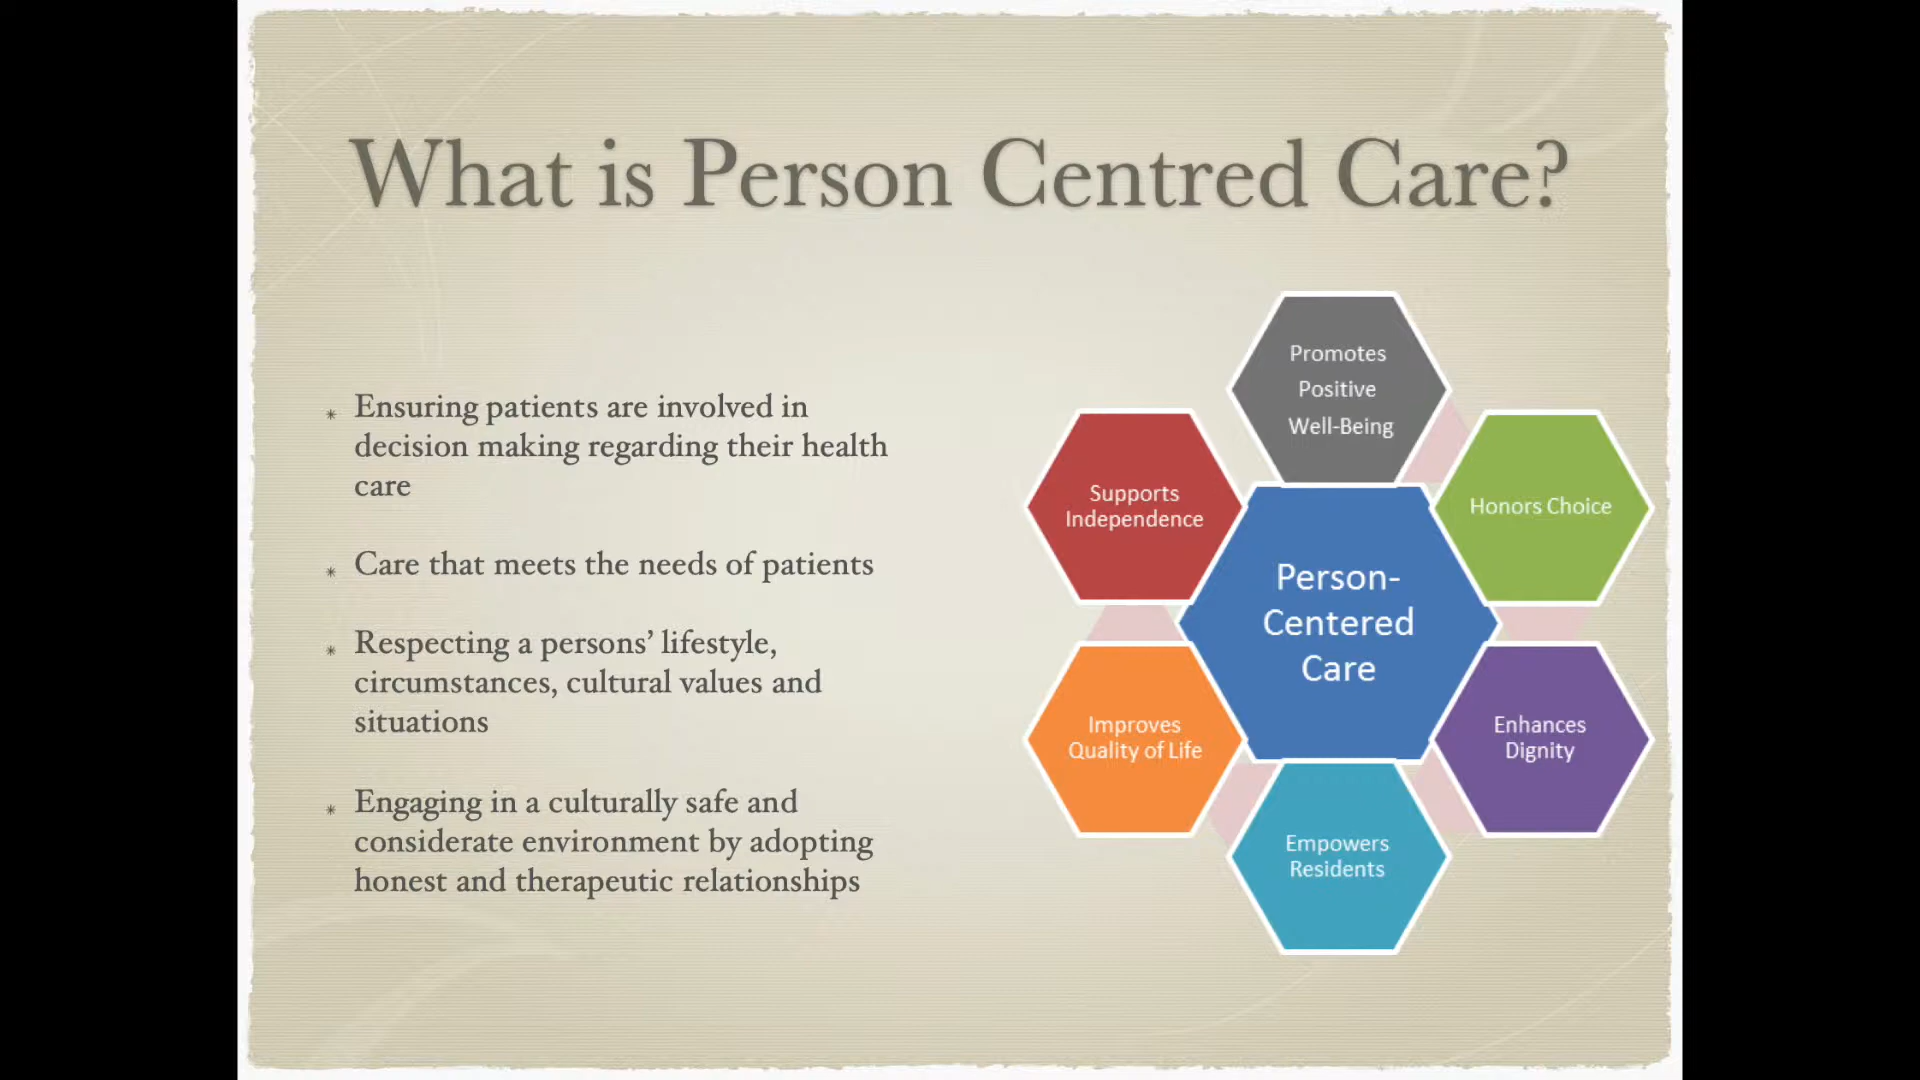 What is Person Centred Care?
* Ensuring patients are involved in
decision making regarding their health
care
* Care that meets the needs of patients
* Respecting a persons’ lifestyle,
circumstances, cultural values and
situations
* Engaging in a culturally safe and
considerate environment by adopting
honest and therapeutic relationships
Promotes
Positive
Well-Being
Supports
Independence
Honors Choice
Person-
Centered
Care
Improves
Quality of Life
Enhances
Dignity
Empowers
Residents